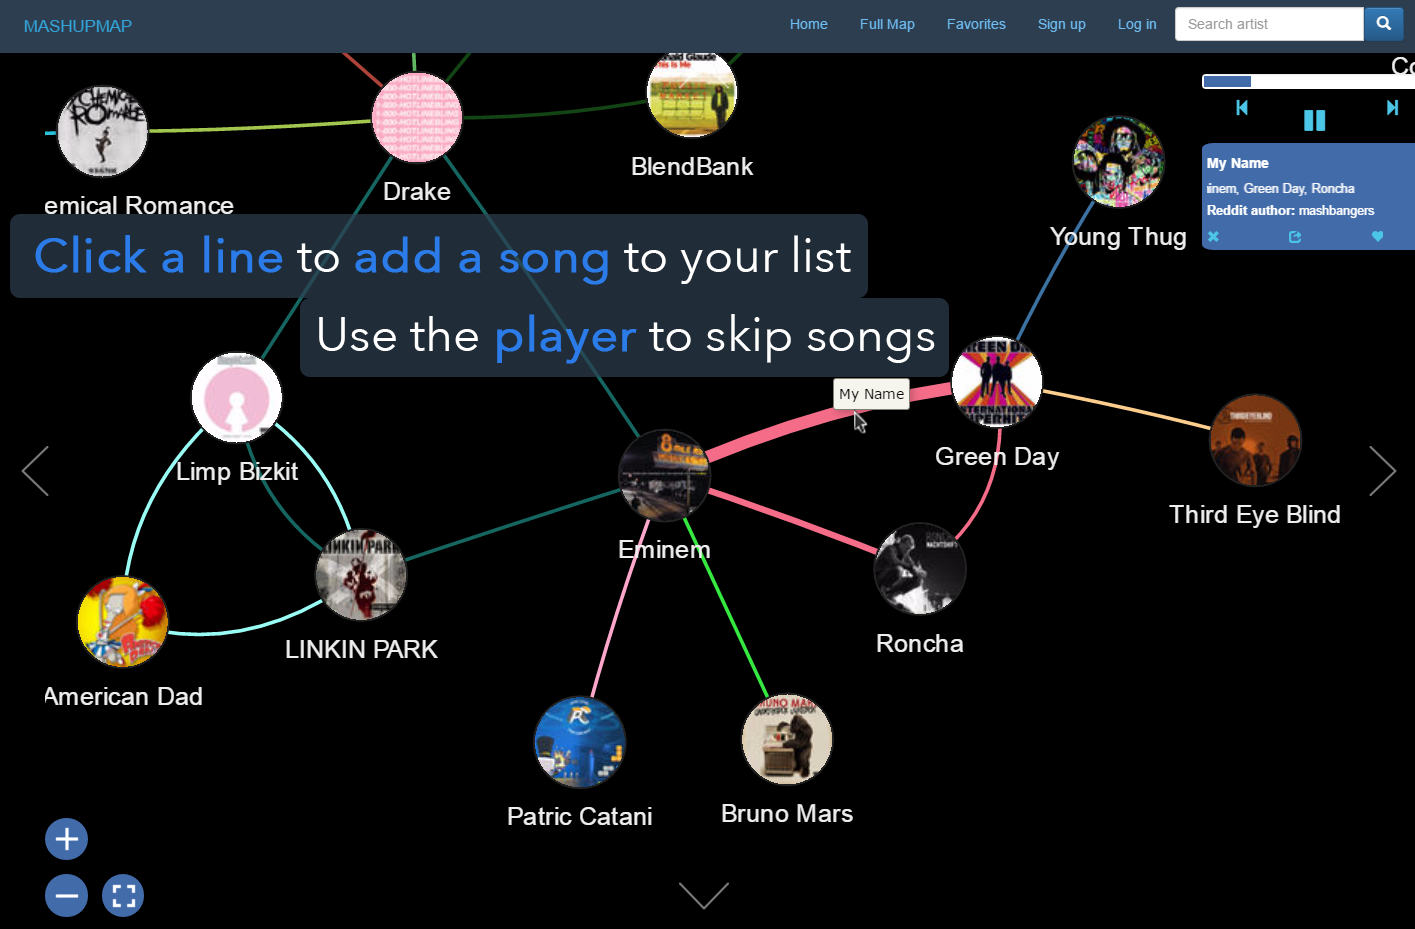 MASHUPMAP
Home
Full Map
Favorites
Sign up
Log in
Search artist
Co
emical Romance
Drake
BlendBank
Young Thug
My Name
inem, Green Day, Roncha
Reddit author: mashbangers
Click a line to add a song to your list
Use the player to skip songs
My Name
Limp Bizkit
Green Day
Third Eye Blind
Eminem
LINKIN PARK
Roncha
American Dad
Patric Catani
Bruno Mars